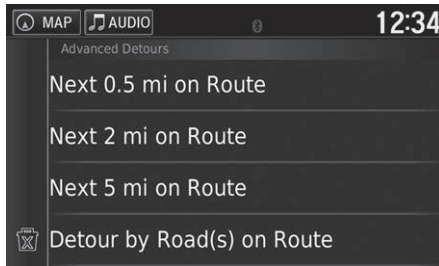 MAP AUDIO 12:34
Advanced Detours
Next 0.5 mi on Route
Next 2 mi on Route
Next 5 mi on Route
Detour by Road(s) on Route